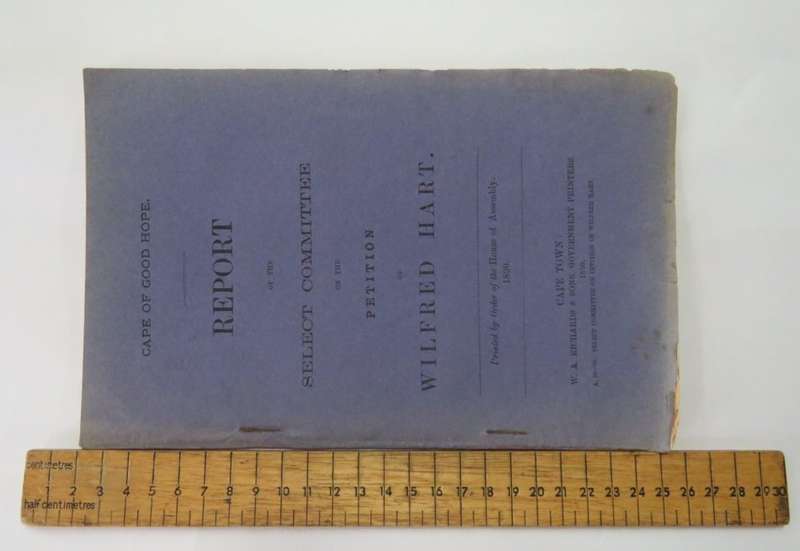 CAPE OF GOOD HOPE.
REPORT
OF THE
SELECT COMMITTEE
ON THE
PETITION
OF
WILFRED HART.
Printed by Order of the House of Assembly.
1890.
CAPE TOWN
W. A. RICHARDS & SONS, GOVERNMENT PRINTERS
1890.
SELECT COMMITTEE ON PETITION OF WILFRED HART
centimetres
1 2 3 4 5 6 7 8 9 10 11 12 13 14 15 16 17 18 19 20 21 22 23 24 25 26 27 28 29 30
half centimetres